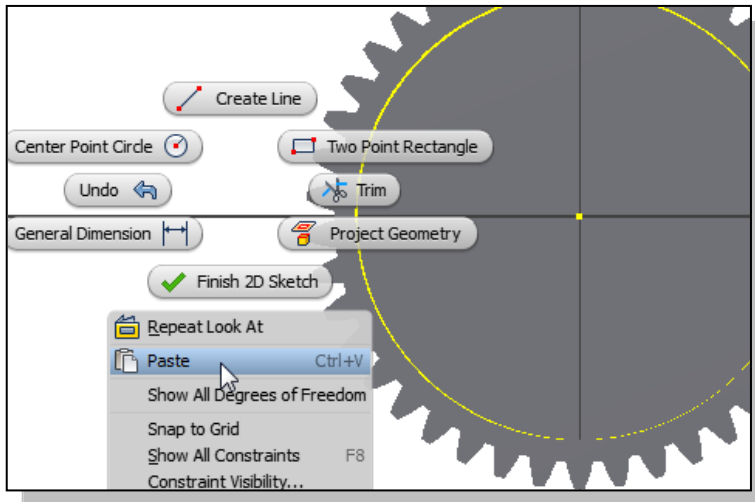 Create Line
Center Point Circle
Two Point Rectangle
Undo
Trim
General Dimension
Project Geometry
Finish 2D Sketch
Repeat Look At
Paste Ctrl+V
Show All Degrees of Freedom
Snap to Grid
Show All Constraints F8
Constraint Visibility...